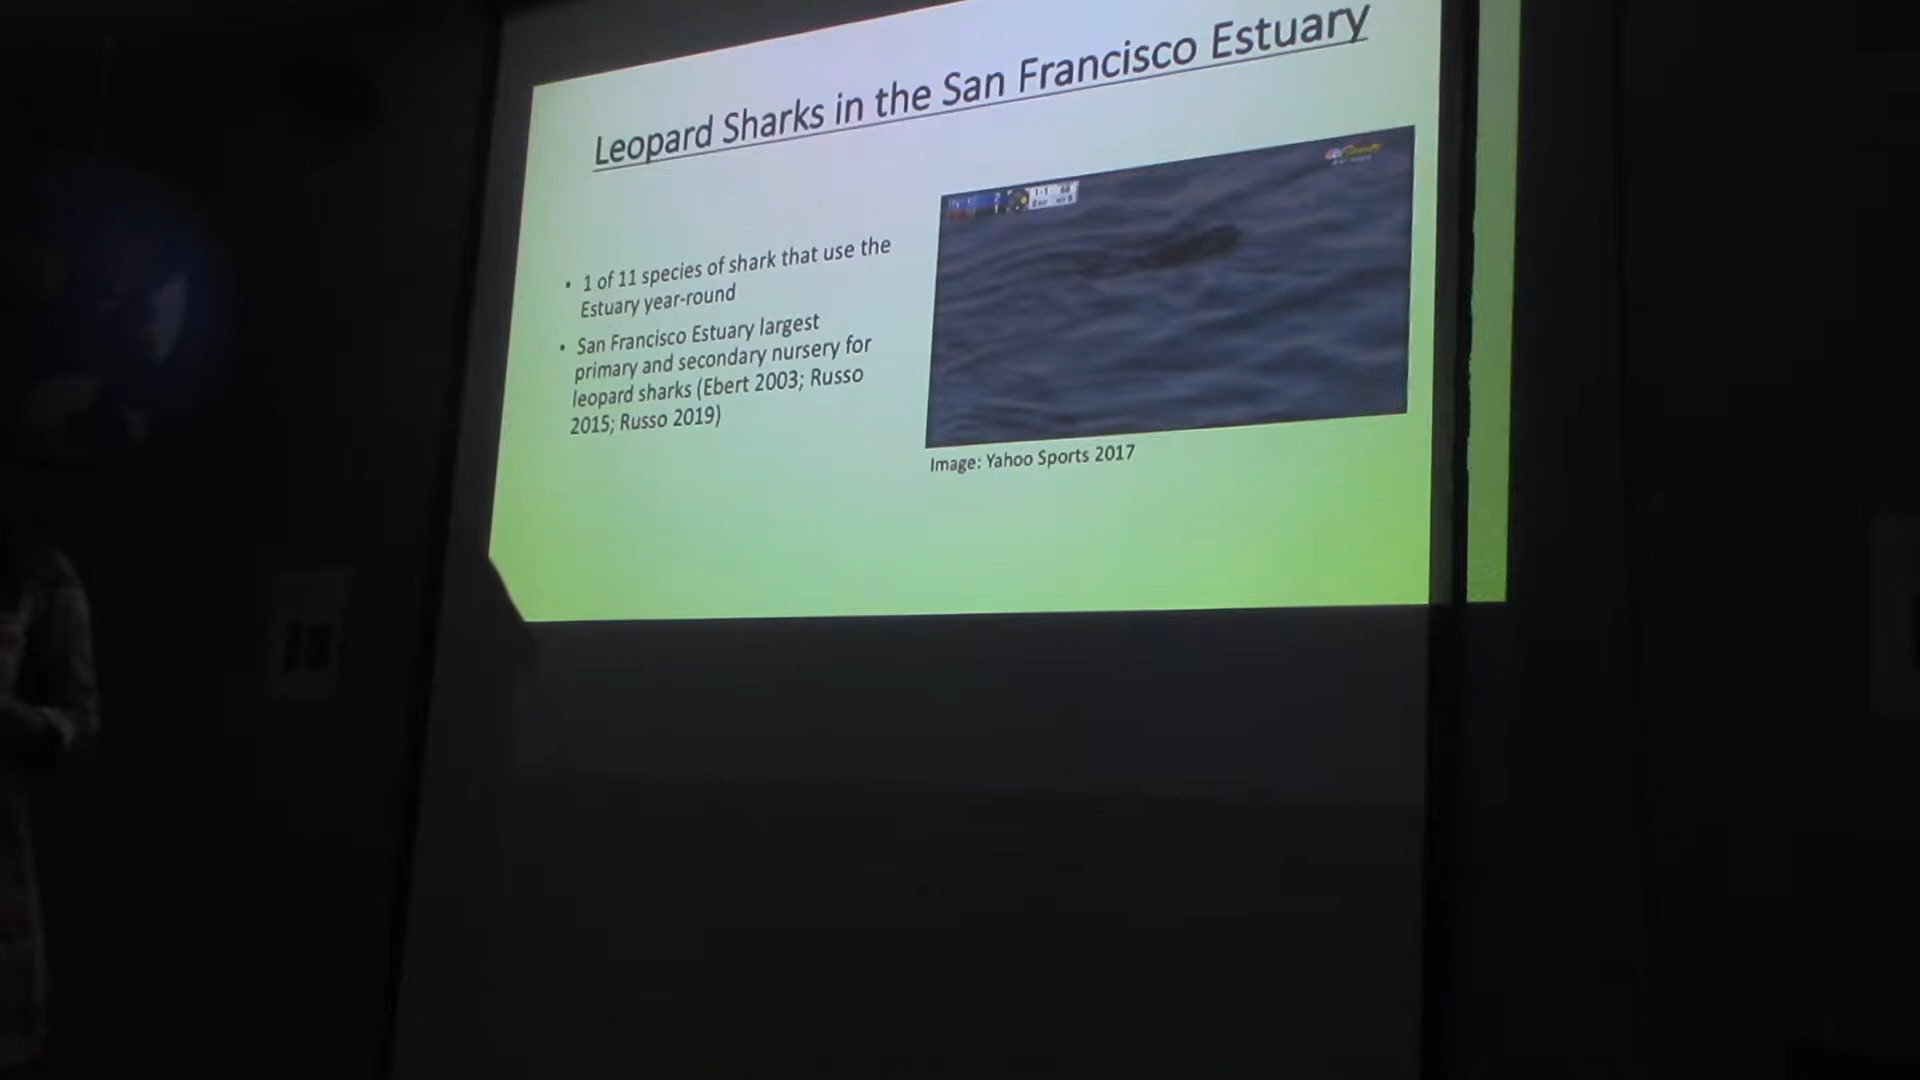 Leopard Sharks in the San Francisco Estuary
• 1 of 11 species of shark that use the
Estuary year-round
• San Francisco Estuary largest
primary and secondary nursery for
leopard sharks (Ebert 2003; Russo
2015; Russo 2019)
Image: Yahoo Sports 2017